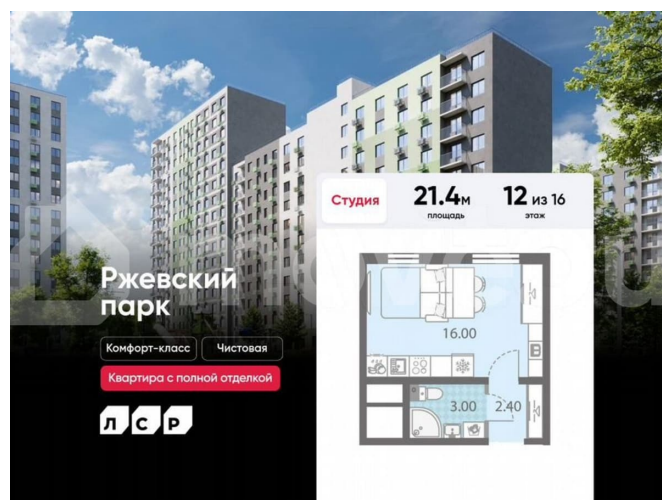 Студия
21.4м
площадь
12 из 16
этаж
Ржевский
парк
Комфорт-класс
Чистовая
Квартира с полной отделкой
ЛСР
16.00
3.00
2.40